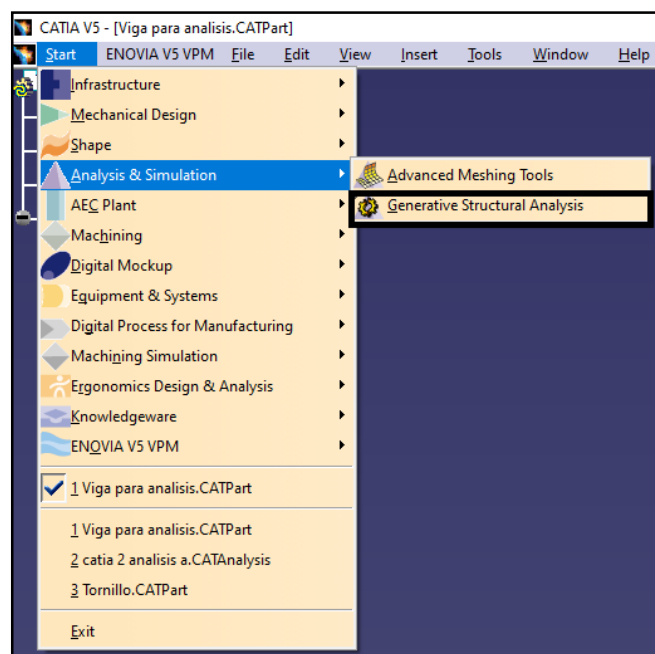 CATIA V5 - [Viga para analisis.CATPart]
Start ENOVIA V5 VPM File Edit View Insert Tools Window Help
Infrastructure
Mechanical Design
Shape
Analysis & Simulation
Advanced Meshing Tools
AEC Plant
Generative Structural Analysis
Machining
Digital Mockup
Equipment & Systems
Digital Process for Manufacturing
Machining Simulation
Ergonomics Design & Analysis
Knowledgeware
ENOVIA V5 VPM
1 Viga para analisis.CATPart
1 Viga para analisis.CATPart
2 catia 2 analisis a.CATAnalysis
3 Tornillo.CATPart
Exit